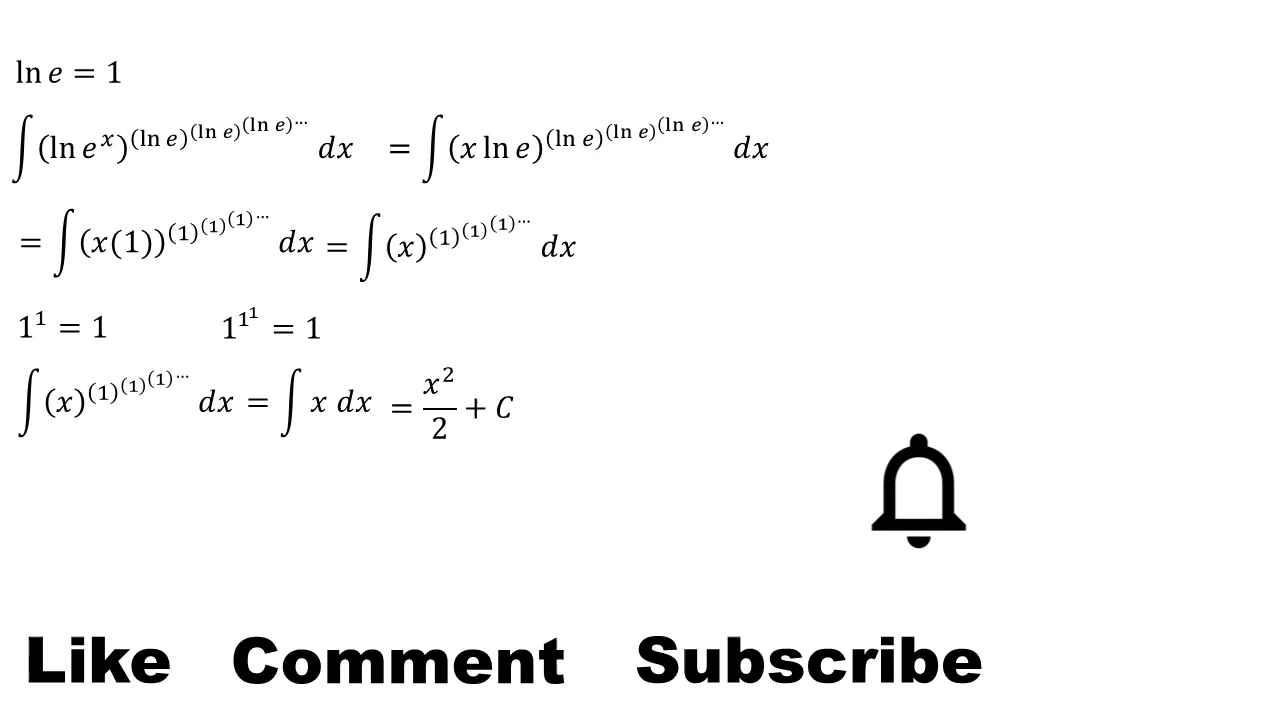 ln e = 1
∫(ln e^x)^(ln e)^(ln e)^(ln e)^⋯ dx = ∫(x ln e)^(ln e)^(ln e)^(ln e)^⋯ dx
= ∫(x(1))^(1)^(1)^(1)^⋯ dx = ∫(x)^(1)^(1)^(1)^⋯ dx
1^1 = 1 1^1^1 = 1
∫(x)^(1)^(1)^(1)^⋯ dx = ∫ x dx = x^2/2 + C
Like Comment Subscribe